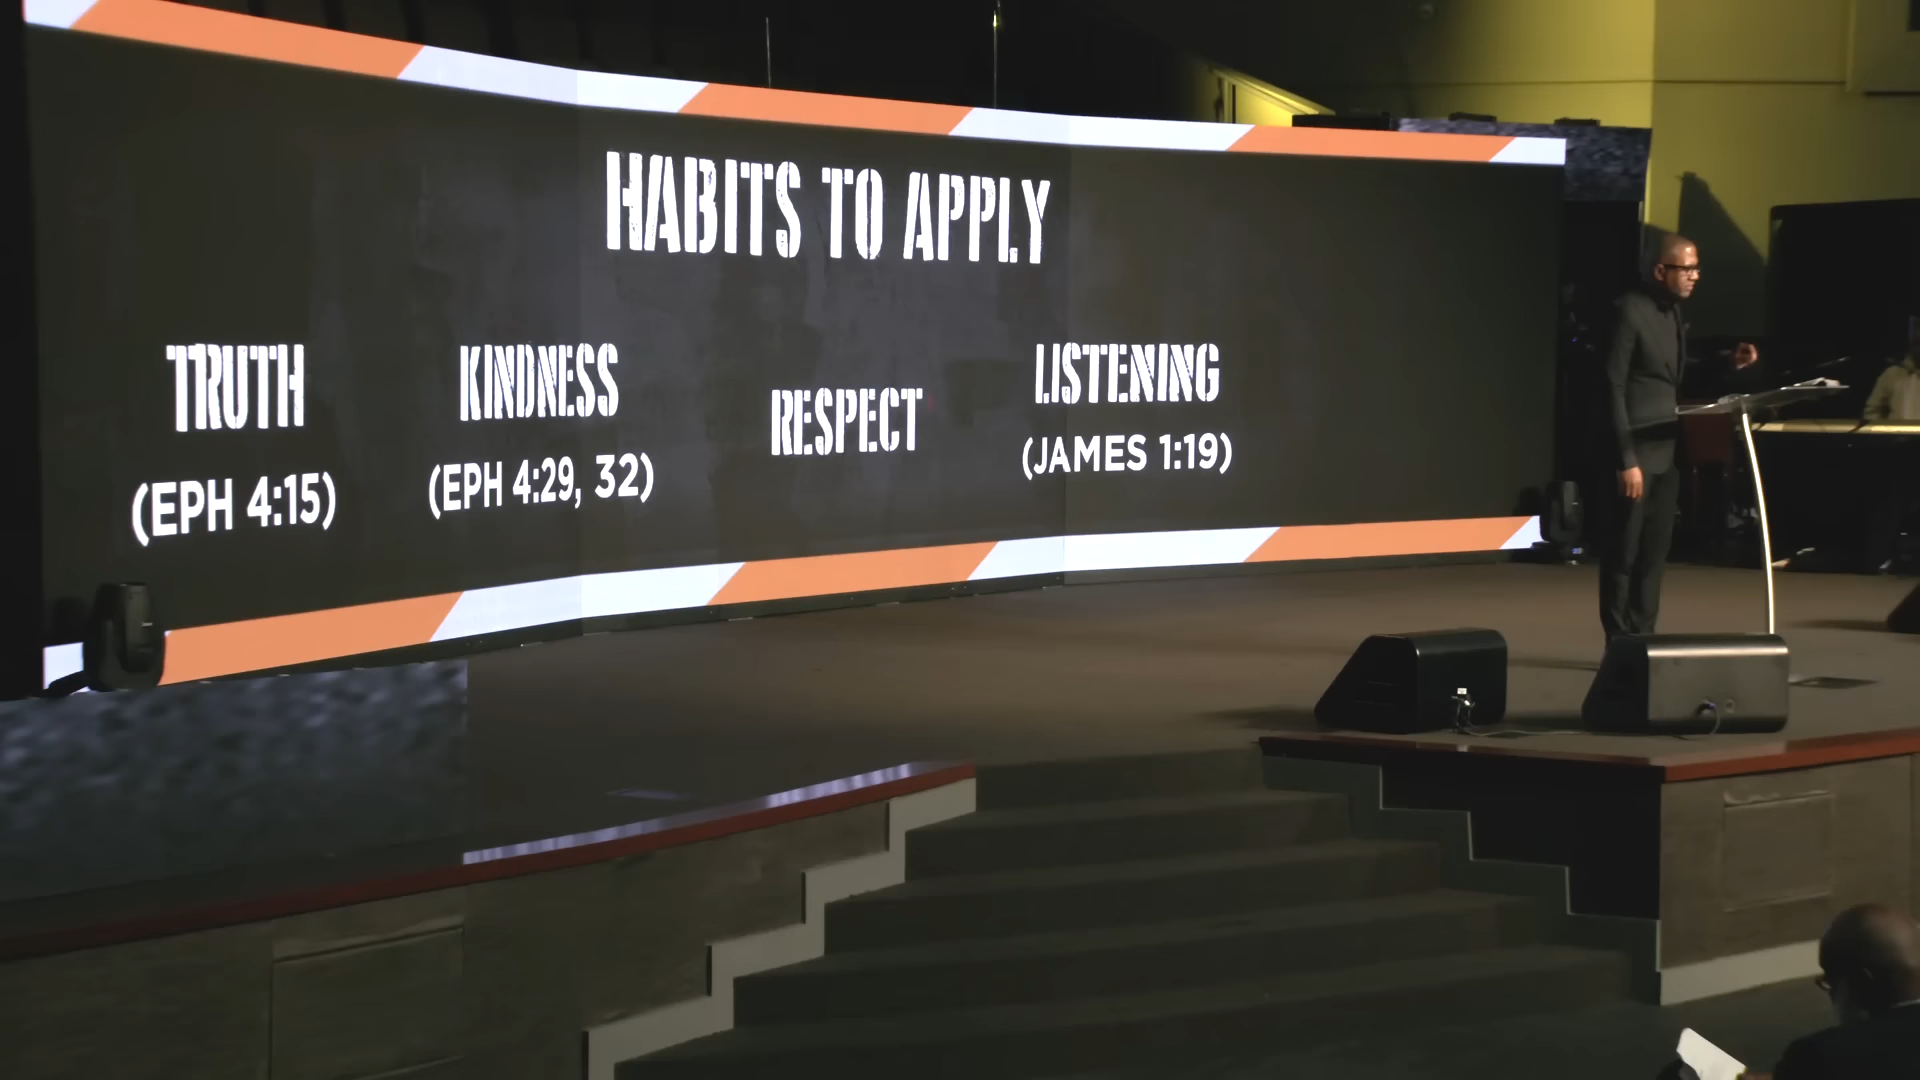 HABITS TO APPLY
TRUTH
(EPH 4:15)
KINDNESS
(EPH 4:29, 32)
RESPECT
LISTENING
(JAMES 1:19)